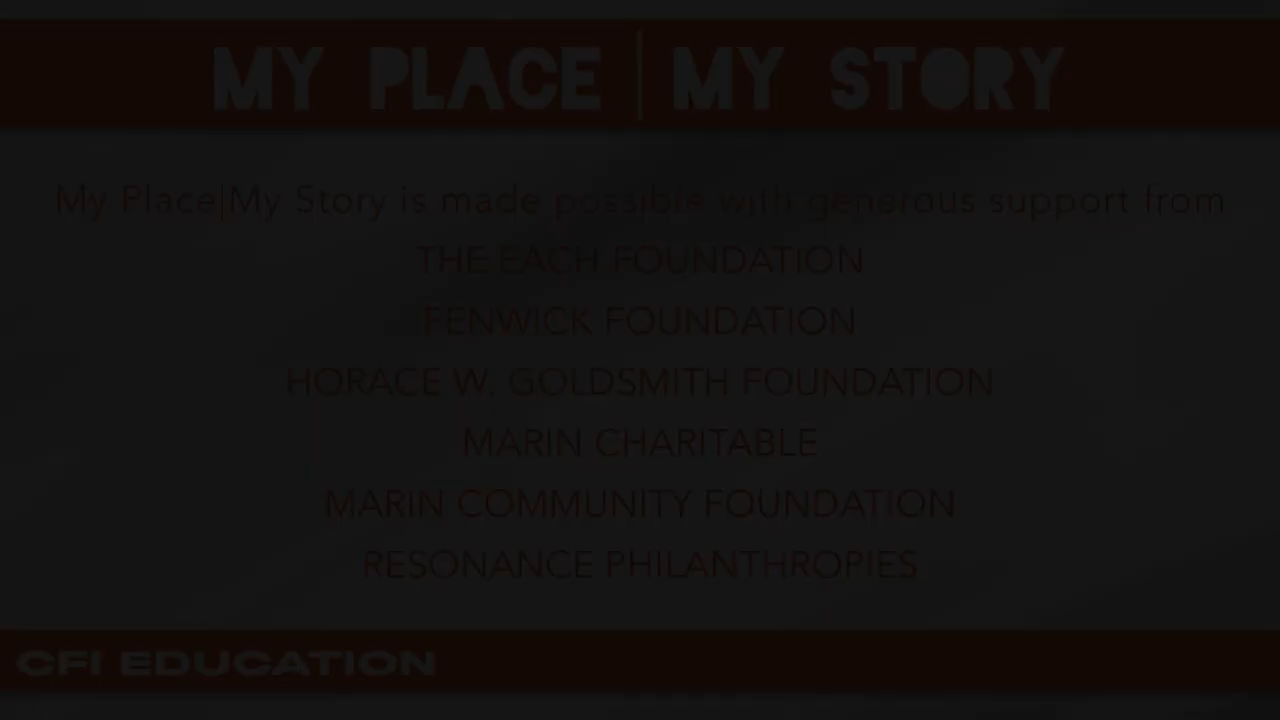 MY PLACE | MY STORY
My Place|My Story is made possible with generous support from
THE EACH FOUNDATION
FENWICK FOUNDATION
HORACE W. GOLDSMITH FOUNDATION
MARIN CHARITABLE
MARIN COMMUNITY FOUNDATION
RESONANCE PHILANTHROPIES
CFI EDUCATION